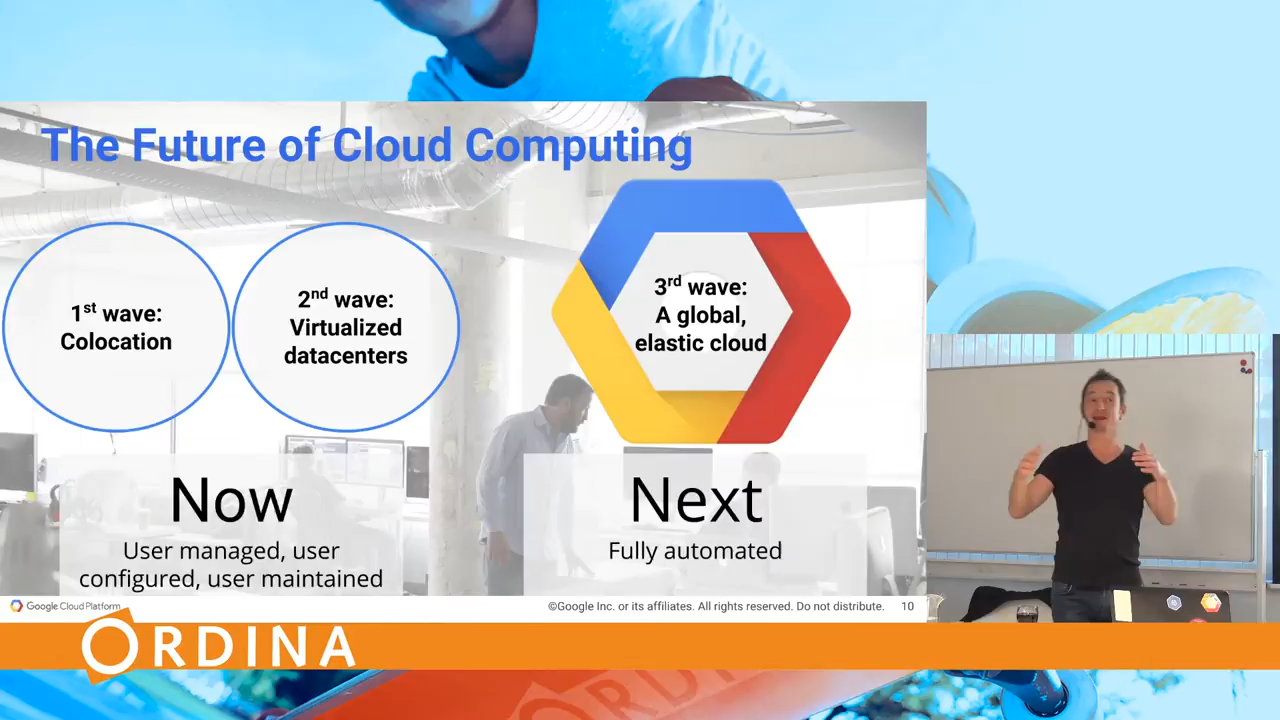 The Future of Cloud Computing
1st wave:
Colocation
2nd wave:
Virtualized
datacenters
3rd wave:
A global,
elastic cloud
Now
User managed, user
configured, user maintained
Next
Fully automated
Google Cloud Platform
©Google Inc. or its affiliates. All rights reserved. Do not distribute.
10
ORDINA
ORDI